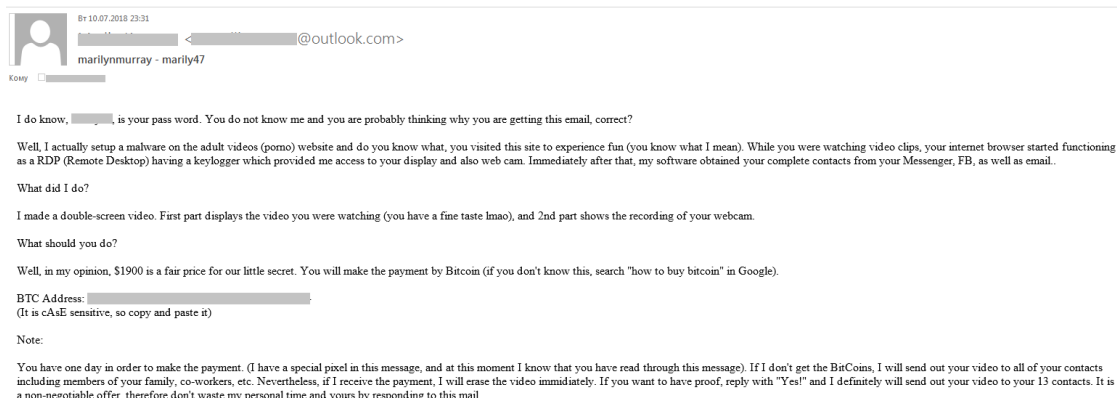 Вт 10.07.2018 23:31
<@outlook.com>
marilynmurray - marily47
Кому
I do know, , is your pass word. You do not know me and you are probably thinking why you are getting this email, correct?
Well, I actually setup a malware on the adult videos (porno) website and do you know what, you visited this site to experience fun (you know what I mean). While you were watching video clips, your internet browser started functioning
as a RDP (Remote Desktop) having a keylogger which provided me access to your display and also web cam. Immediately after that, my software obtained your complete contacts from your Messenger, FB, as well as email..
What did I do?
I made a double-screen video. First part displays the video you were watching (you have a fine taste lmao), and 2nd part shows the recording of your webcam.
What should you do?
Well, in my opinion, $1900 is a fair price for our little secret. You will make the payment by Bitcoin (if you don't know this, search "how to buy bitcoin" in Google).
BTC Address:
(It is cAsE sensitive, so copy and paste it)
Note:
You have one day in order to make the payment. (I have a special pixel in this message, and at this moment I know that you have read through this message). If I don't get the BitCoins, I will send out your video to all of your contacts
including members of your family, co-workers, etc. Nevertheless, if I receive the payment, I will erase the video immidiately. If you want to have proof, reply with "Yes!" and I definitely will send out your video to your 13 contacts. It is
a non-negotiable offer, therefore don't waste my personal time and yours by responding to this mail